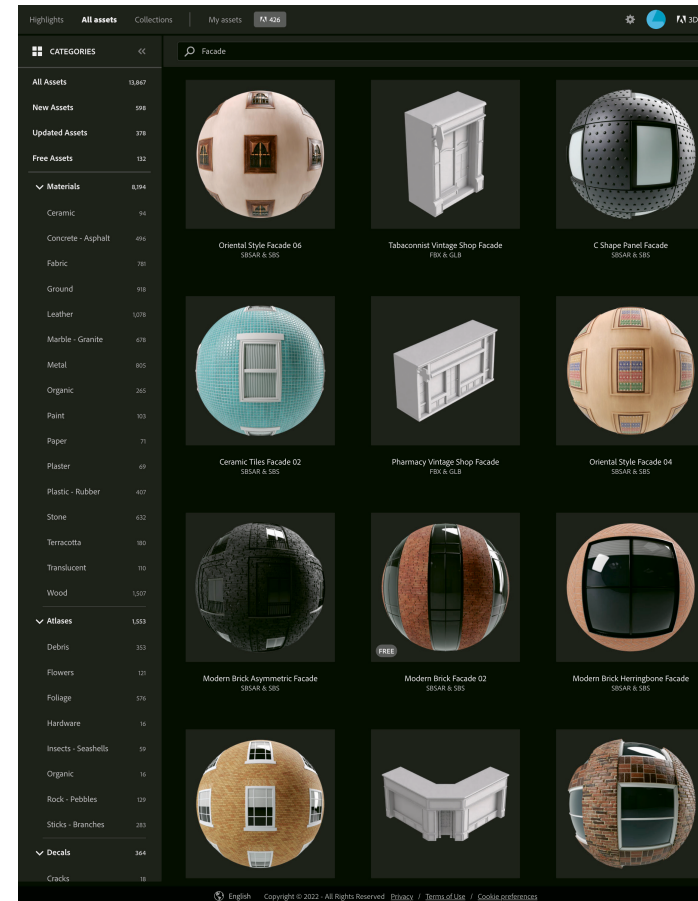 Highlights All assets Collections My assets 426 3D
CATEGORIES
Facade
All Assets 13,867
New Assets 598
Updated Assets 378
Free Assets 132
Materials 8,194
Ceramic 94
Concrete - Asphalt 496
Fabric 781
Ground 918
Leather 1,078
Marble - Granite 678
Metal 805
Organic 265
Paint 103
Paper 71
Plaster 69
Plastic - Rubber 407
Stone 632
Terracotta 180
Translucent 110
Wood 1,507
Atlases 1,553
Debris 353
Flowers 121
Foliage 576
Hardware 16
Insects - Seashells 59
Organic 16
Rock - Pebbles 129
Sticks - Branches 283
Decals 364
Cracks 18
Oriental Style Facade 06
SBSAR & SBS
Tabaconnist Vintage Shop Facade
FBX & GLB
C Shape Panel Facade
SBSAR & SBS
Ceramic Tiles Facade 02
SBSAR & SBS
Pharmacy Vintage Shop Facade
FBX & GLB
Oriental Style Facade 04
SBSAR & SBS
Modern Brick Asymmetric Facade
SBSAR & SBS
FREE
Modern Brick Facade 02
SBSAR & SBS
Modern Brick Herringbone Facade
SBSAR & SBS
English Copyright © 2022 - All Rights Reserved Privacy / Terms of Use / Cookie preferences